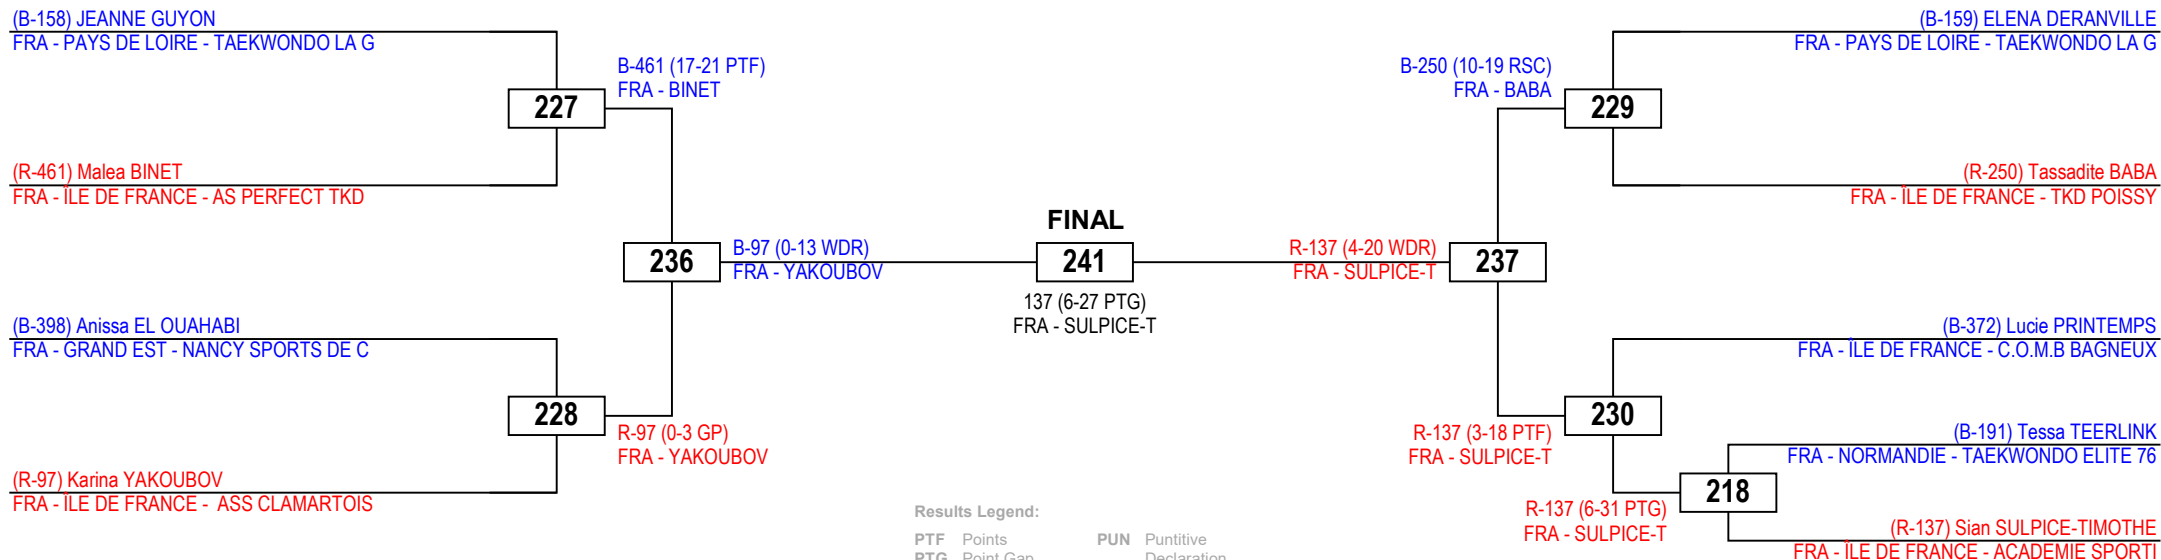 (B-158) JEANNE GUYON
FRA - PAYS DE LOIRE - TAEKWONDO LA G
B-461 (17-21 PTF)
FRA - BINET
227
(R-461) Malea BINET
FRA - ÎLE DE FRANCE - AS PERFECT TKD
236
B-97 (0-13 WDR)
FRA - YAKOUBOV
(B-398) Anissa EL OUAHABI
FRA - GRAND EST - NANCY SPORTS DE C
228
R-97 (0-3 GP)
FRA - YAKOUBOV
(R-97) Karina YAKOUBOV
FRA - ÎLE DE FRANCE - ASS CLAMARTOIS
FINAL
241
137 (6-27 PTG)
FRA - SULPICE-T
(B-159) ELENA DERANVILLE
FRA - PAYS DE LOIRE - TAEKWONDO LA G
B-250 (10-19 RSC)
FRA - BABA
229
(R-250) Tassadite BABA
FRA - ÎLE DE FRANCE - TKD POISSY
R-137 (4-20 WDR)
FRA - SULPICE-T
237
(B-372) Lucie PRINTEMPS
FRA - ÎLE DE FRANCE - C.O.M.B BAGNEUX
230
R-137 (3-18 PTF)
FRA - SULPICE-T
(B-191) Tessa TEERLINK
FRA - NORMANDIE - TAEKWONDO ELITE 76
218
R-137 (6-31 PTG)
FRA - SULPICE-T
(R-137) Sian SULPICE-TIMOTHE
FRA - ÎLE DE FRANCE - ACADEMIE SPORTI
Results Legend:
PTF Points PUN Puntitive
PTG Point Gap Declaration